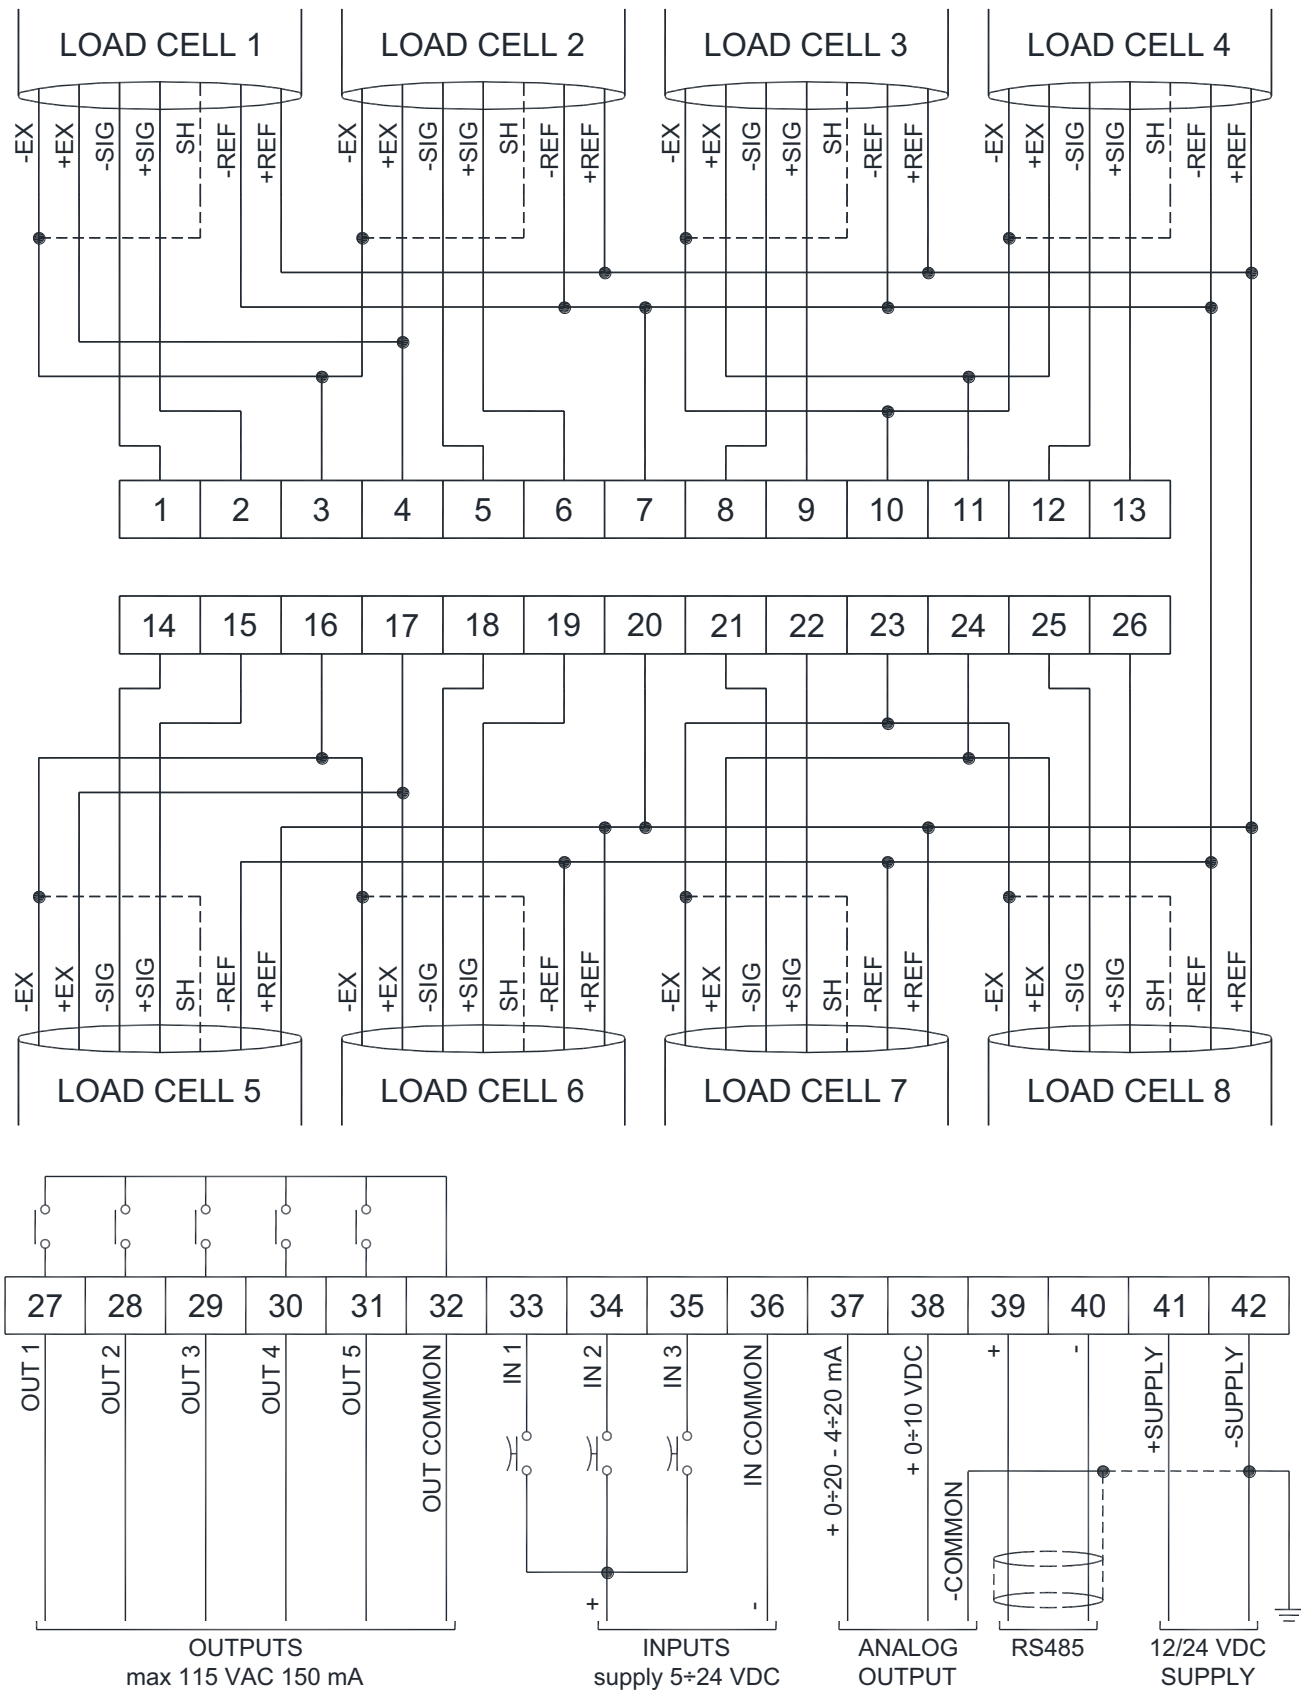 LOAD CELL 1 LOAD CELL 2 LOAD CELL 3 LOAD CELL 4
-EX +EX -SIG +SIG SH -REF +REF -EX +EX -SIG +SIG SH -REF +REF -EX +EX -SIG +SIG SH -REF +REF -EX +EX -SIG +SIG SH -REF +REF
1 2 3 4 5 6 7 8 9 10 11 12 13
14 15 16 17 18 19 20 21 22 23 24 25 26
-EX +EX -SIG +SIG SH -REF +REF -EX +EX -SIG +SIG SH -REF +REF -EX +EX -SIG +SIG SH -REF +REF -EX +EX -SIG +SIG SH -REF +REF
LOAD CELL 5 LOAD CELL 6 LOAD CELL 7 LOAD CELL 8
27 28 29 30 31 32 33 34 35 36 37 38 39 40 41 42
OUT 1 OUT 2 OUT 3 OUT 4 OUT 5 OUT COMMON IN 1 IN 2 IN 3 IN COMMON + 0÷20 - 4÷20 mA + 0÷10 VDC + - +SUPPLY -SUPPLY
-COMMON
+ -
OUTPUTS
max 115 VAC 150 mA
INPUTS
supply 5÷24 VDC
ANALOG
OUTPUT
RS485
12/24 VDC
SUPPLY